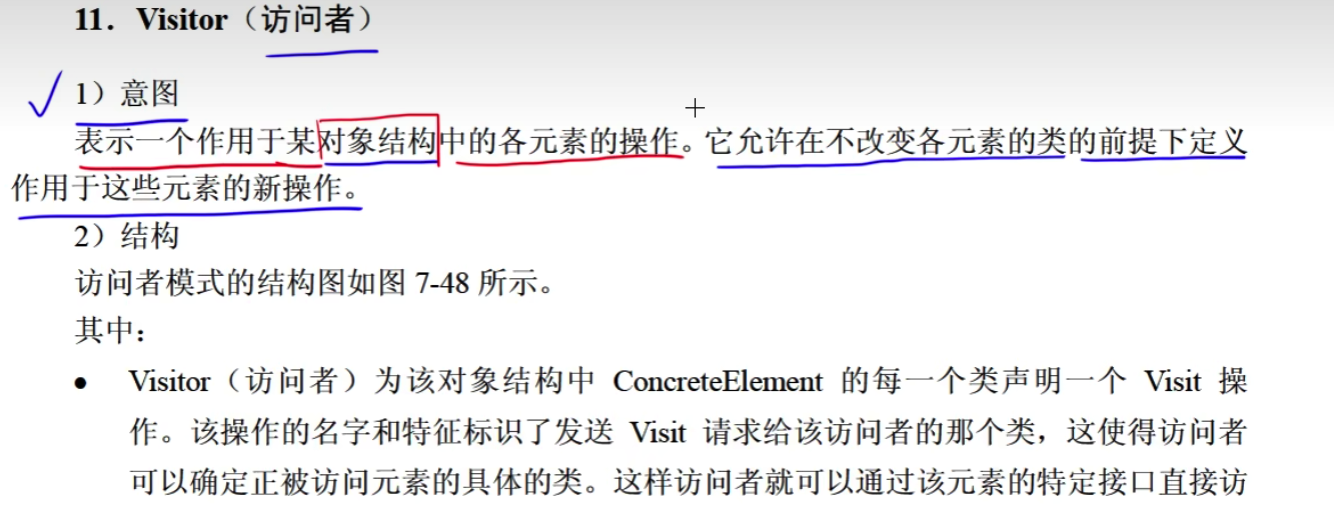 11．Visitor（访问者）
1）意图
表示一个作用于某对象结构中的各元素的操作。它允许在不改变各元素的类的前提下定义
作用于这些元素的新操作。
2）结构
访问者模式的结构图如图 7-48 所示。
其中：
● Visitor（访问者）为该对象结构中 ConcreteElement 的每一个类声明一个 Visit 操
作。该操作的名字和特征标识了发送 Visit 请求给该访问者的那个类，这使得访问者
可以确定正被访问元素的具体的类。这样访问者就可以通过该元素的特定接口直接访